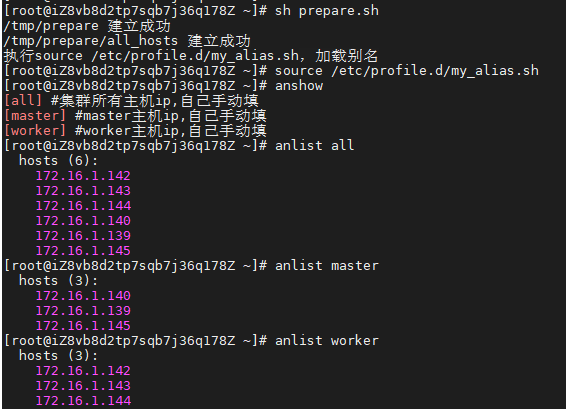 [root@iZ8vb8d2tp7sqb7j36q178Z ~]# sh prepare.sh
/tmp/prepare 建立成功
/tmp/prepare/all_hosts 建立成功
执行source /etc/profile.d/my_alias.sh，加载别名
[root@iZ8vb8d2tp7sqb7j36q178Z ~]# source /etc/profile.d/my_alias.sh
[root@iZ8vb8d2tp7sqb7j36q178Z ~]# anshow
[all] #集群所有主机ip,自己手动填
[master] #master主机ip,自己手动填
[worker] #worker主机ip,自己手动填
[root@iZ8vb8d2tp7sqb7j36q178Z ~]# anlist all
  hosts (6):
    172.16.1.142
    172.16.1.143
    172.16.1.144
    172.16.1.140
    172.16.1.139
    172.16.1.145
[root@iZ8vb8d2tp7sqb7j36q178Z ~]# anlist master
  hosts (3):
    172.16.1.140
    172.16.1.139
    172.16.1.145
[root@iZ8vb8d2tp7sqb7j36q178Z ~]# anlist worker
  hosts (3):
    172.16.1.142
    172.16.1.143
    172.16.1.144